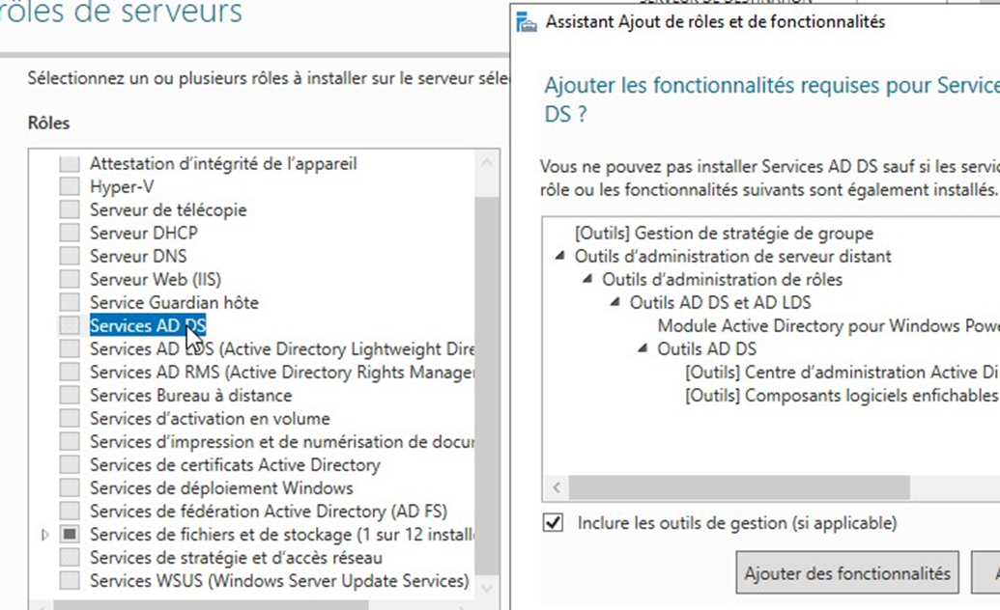 rôles de serveurs
Sélectionnez un ou plusieurs rôles à installer sur le serveur séle
Rôles
Attestation d'intégrité de l'appareil
Hyper-V
Serveur de télécopie
Serveur DHCP
Serveur DNS
Serveur Web (IIS)
Service Guardian hôte
Services AD DS
Services AD LDS (Active Directory Lightweight Dire
Services AD RMS (Active Directory Rights Manager
Services Bureau à distance
Services d'activation en volume
Services d'impression et de numérisation de docu
Services de certificats Active Directory
Services de déploiement Windows
Services de fédération Active Directory (AD FS)
Services de fichiers et de stockage (1 sur 12 install
Services de stratégie et d'accès réseau
Services WSUS (Windows Server Update Services)
Assistant Ajout de rôles et de fonctionnalités
Ajouter les fonctionnalités requises pour Service
DS ?
Vous ne pouvez pas installer Services AD DS sauf si les servic
rôle ou les fonctionnalités suivants sont également installés.
[Outils] Gestion de stratégie de groupe
Outils d'administration de serveur distant
Outils d'administration de rôles
Outils AD DS et AD LDS
Module Active Directory pour Windows Powe
Outils AD DS
[Outils] Centre d'administration Active Di
[Outils] Composants logiciels enfichables
Inclure les outils de gestion (si applicable)
Ajouter des fonctionnalités